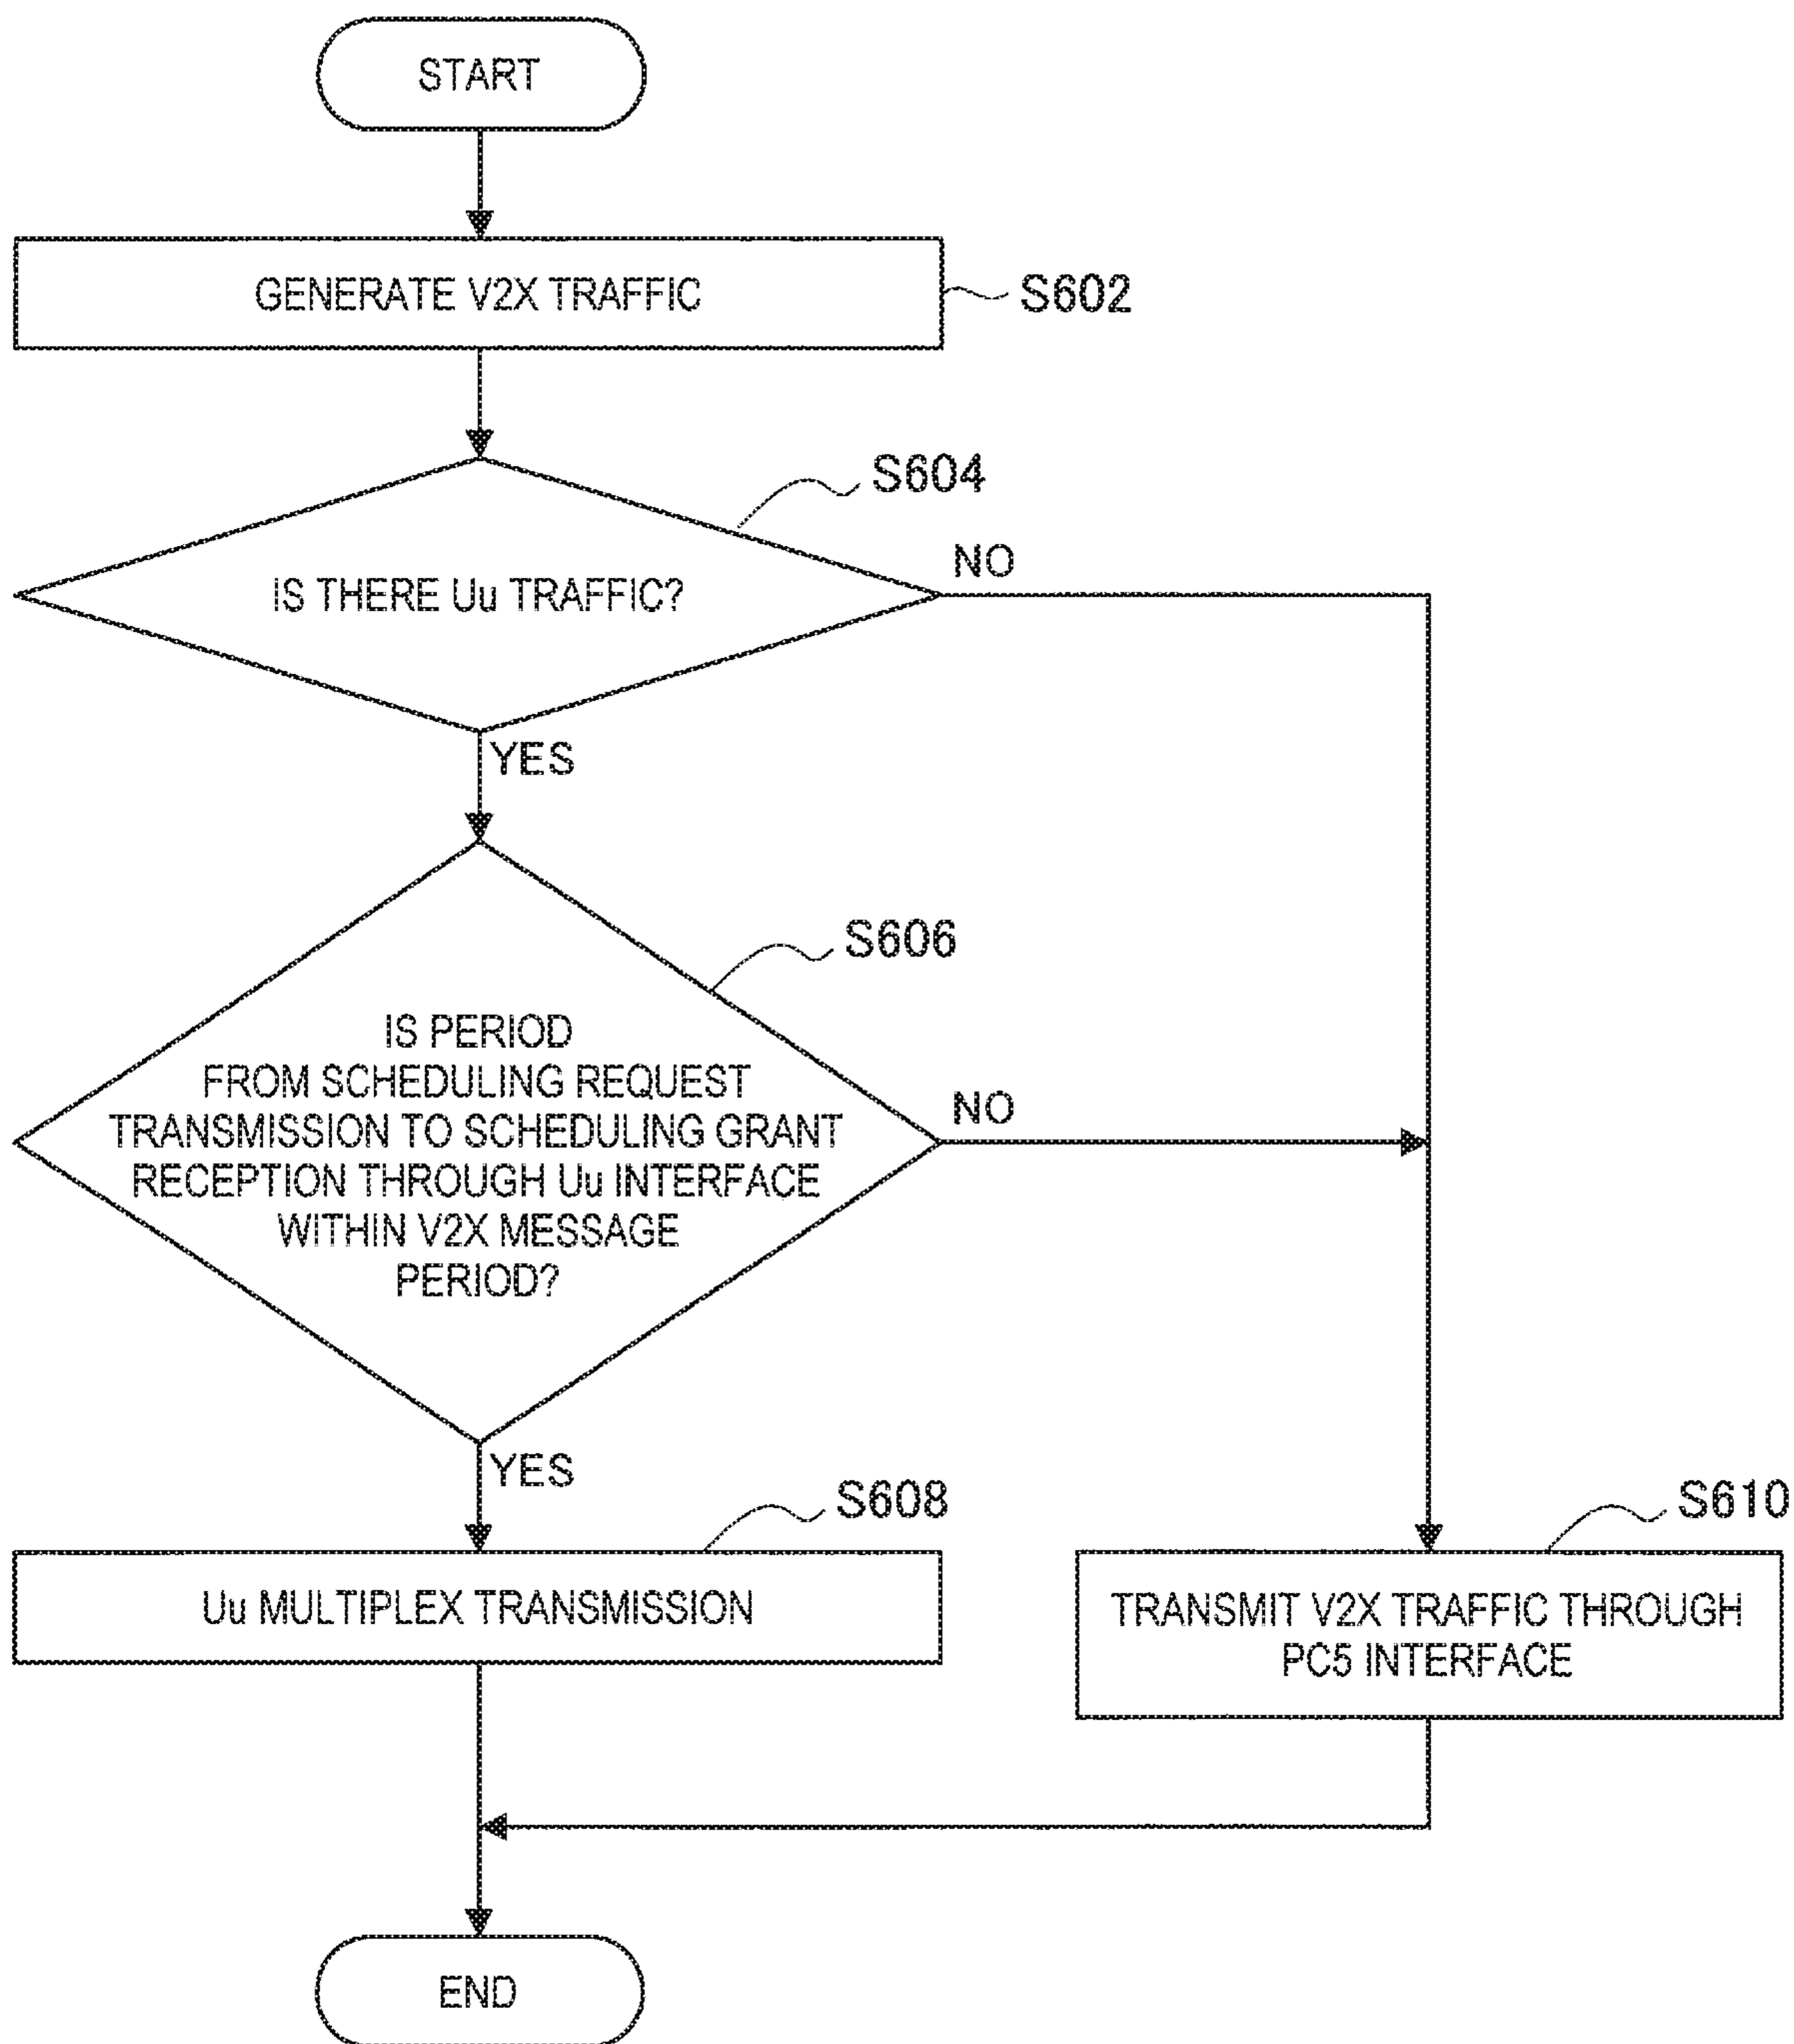 START
GENERATE V2X TRAFFIC
S602
S604
IS THERE Uu TRAFFIC?
NO
YES
S606
IS PERIOD
FROM SCHEDULING REQUEST
TRANSMISSION TO SCHEDULING GRANT
RECEPTION THROUGH Uu INTERFACE
WITHIN V2X MESSAGE
PERIOD?
NO
YES
S608
Uu MULTIPLEX TRANSMISSION
S610
TRANSMIT V2X TRAFFIC THROUGH
PC5 INTERFACE
END